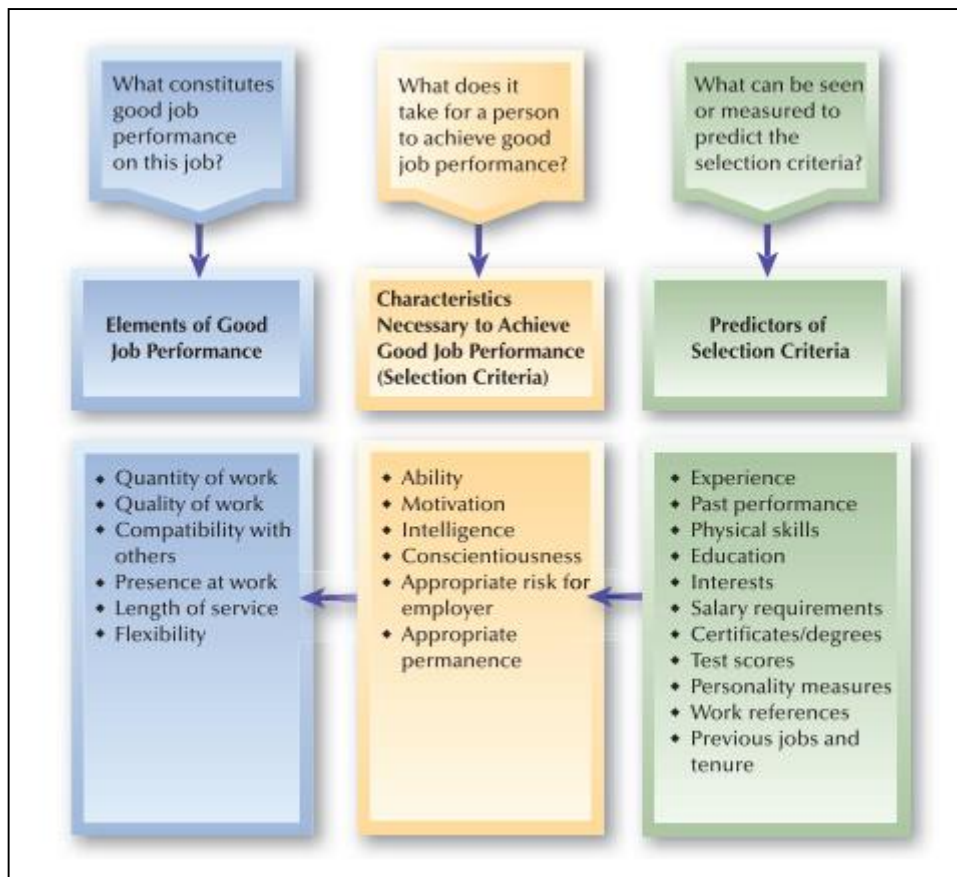 What constitutes
good job
performance
on this job?
What does it
take for a person
to achieve good
job performance?
What can be seen
or measured to
predict the
selection criteria?
Elements of Good
Job Performance
Characteristics
Necessary to Achieve
Good Job Performance
(Selection Criteria)
Predictors of
Selection Criteria
◆ Quantity of work
◆ Quality of work
◆ Compatibility with
others
◆ Presence at work
◆ Length of service
◆ Flexibility
◆ Ability
◆ Motivation
◆ Intelligence
◆ Conscientiousness
◆ Appropriate risk for
employer
◆ Appropriate
permanence
◆ Experience
◆ Past performance
◆ Physical skills
◆ Education
◆ Interests
◆ Salary requirements
◆ Certificates/degrees
◆ Test scores
◆ Personality measures
◆ Work references
◆ Previous jobs and
tenure